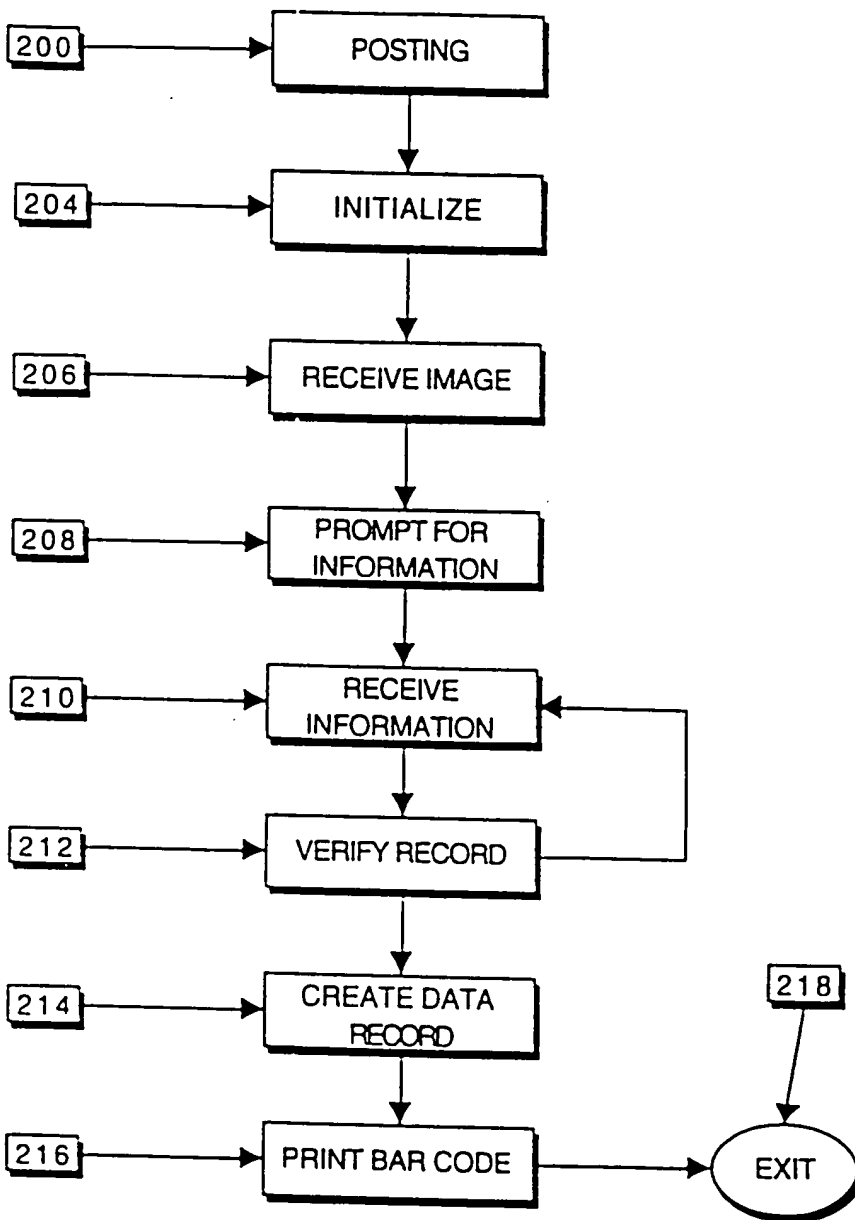 200
POSTING
204
INITIALIZE
206
RECEIVE IMAGE
208
PROMPT FOR
INFORMATION
210
RECEIVE
INFORMATION
212
VERIFY RECORD
214
CREATE DATA
RECORD
218
216
PRINT BAR CODE
EXIT